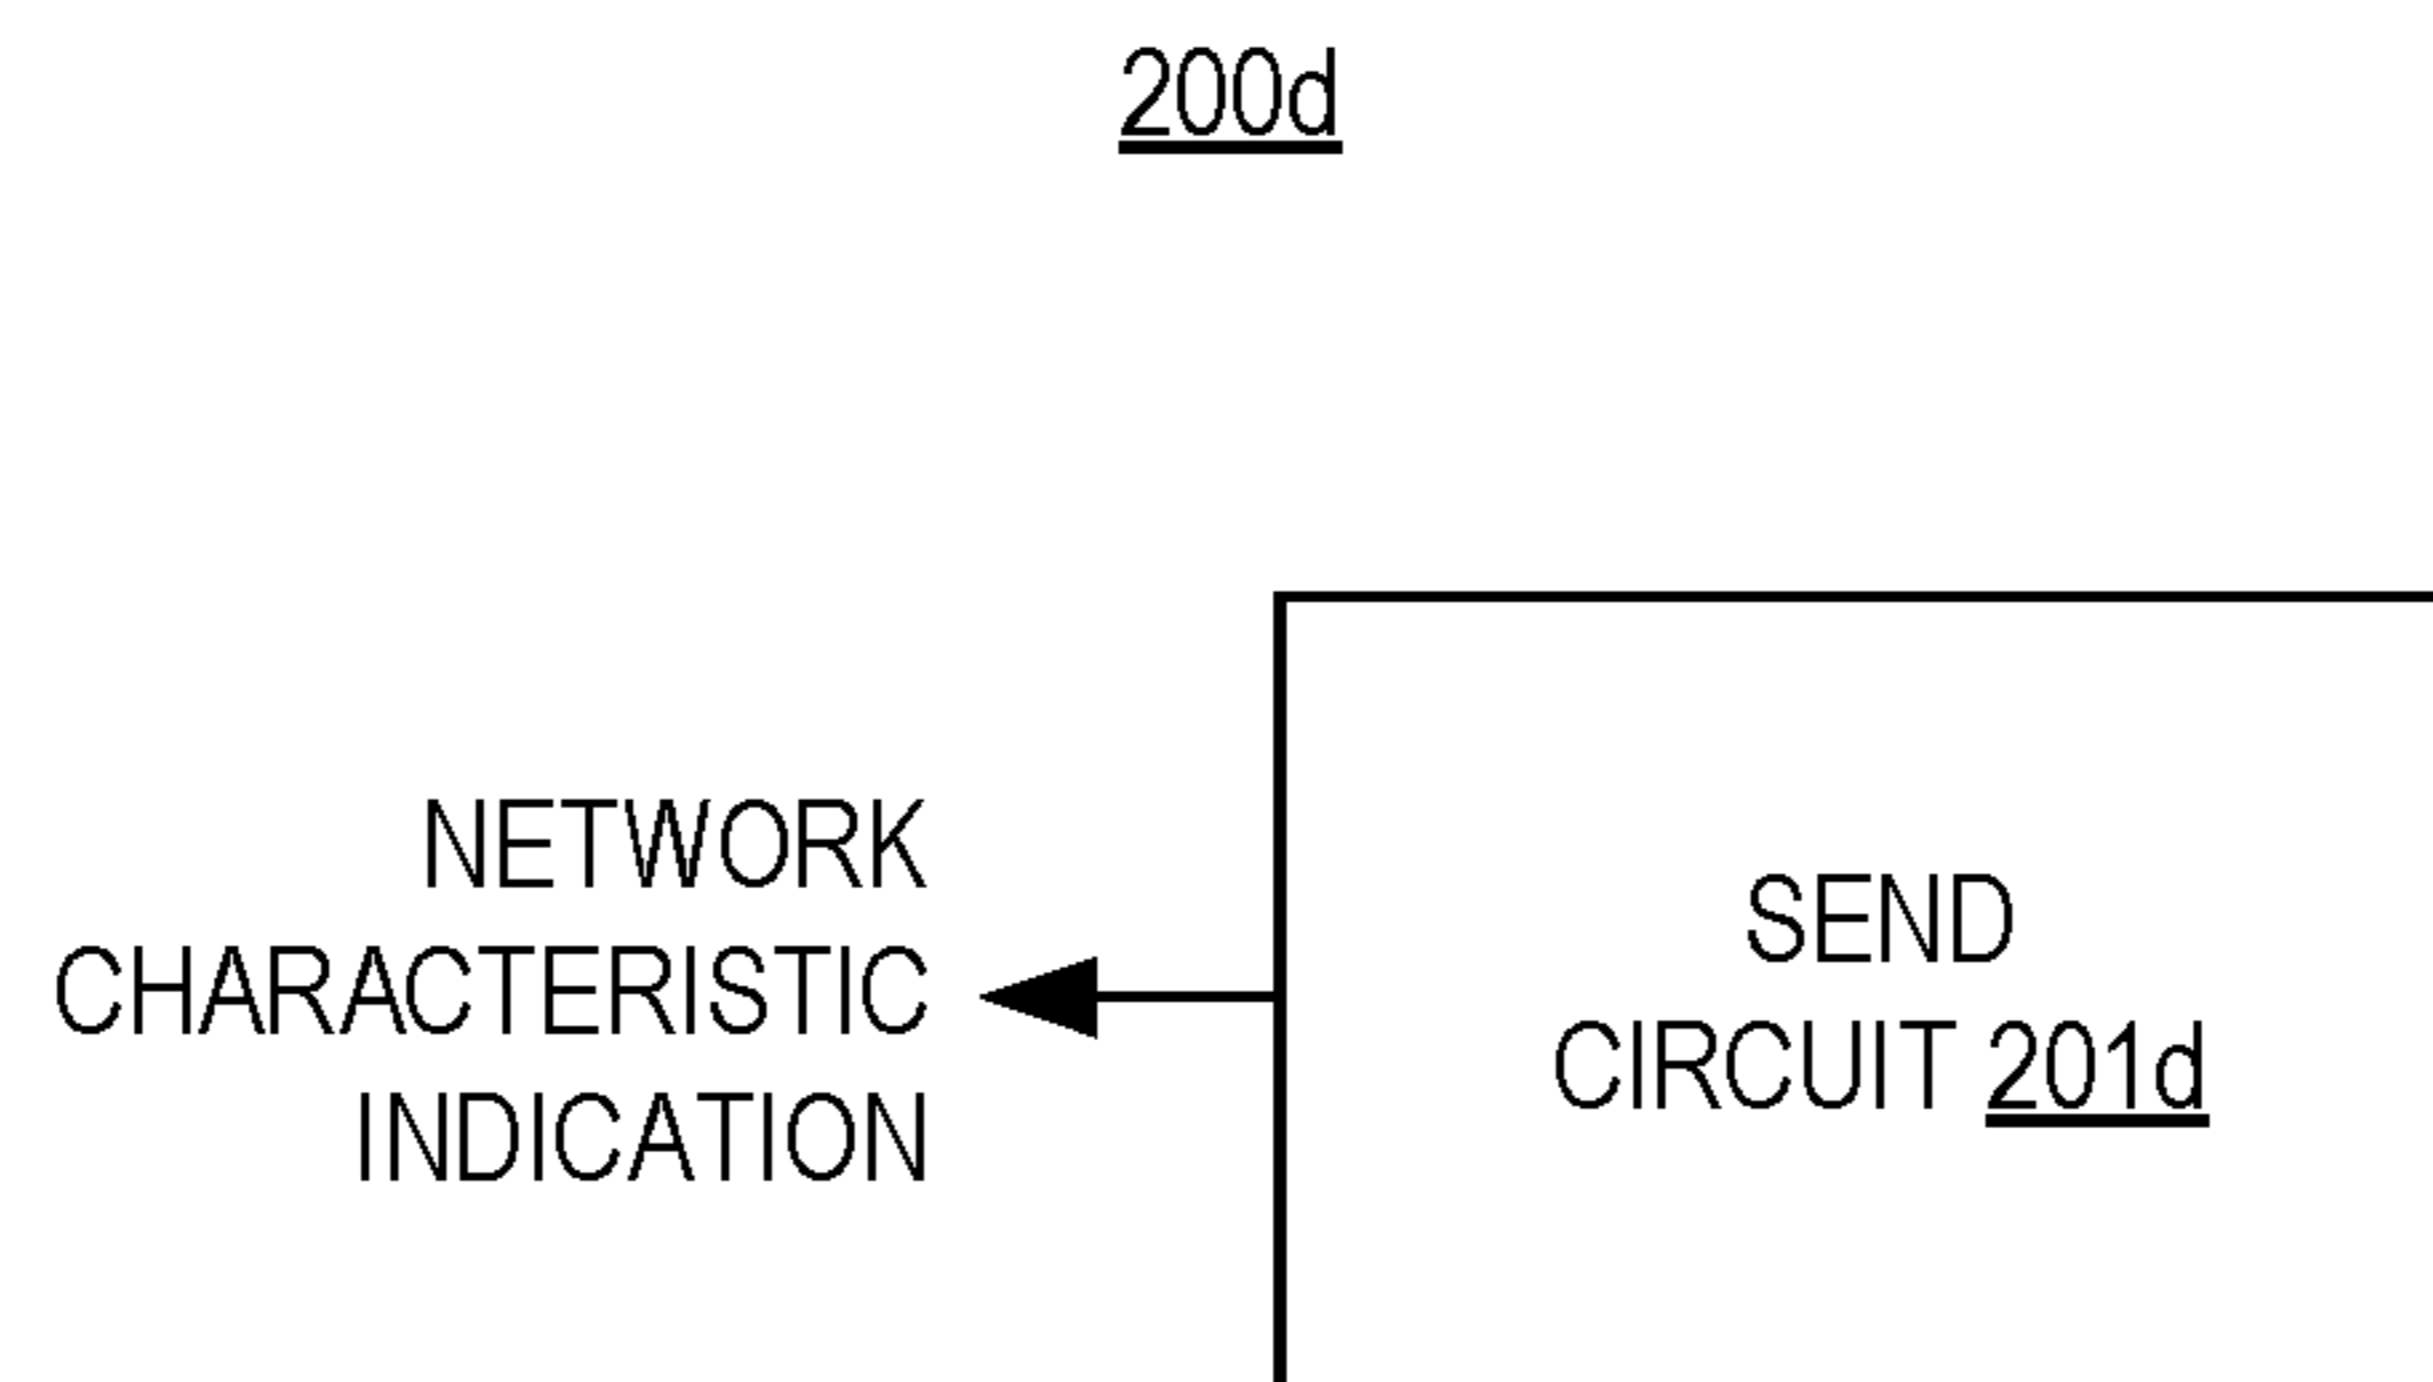 200d
NETWORK
CHARACTERISTIC
INDICATION
SEND
CIRCUIT 201d